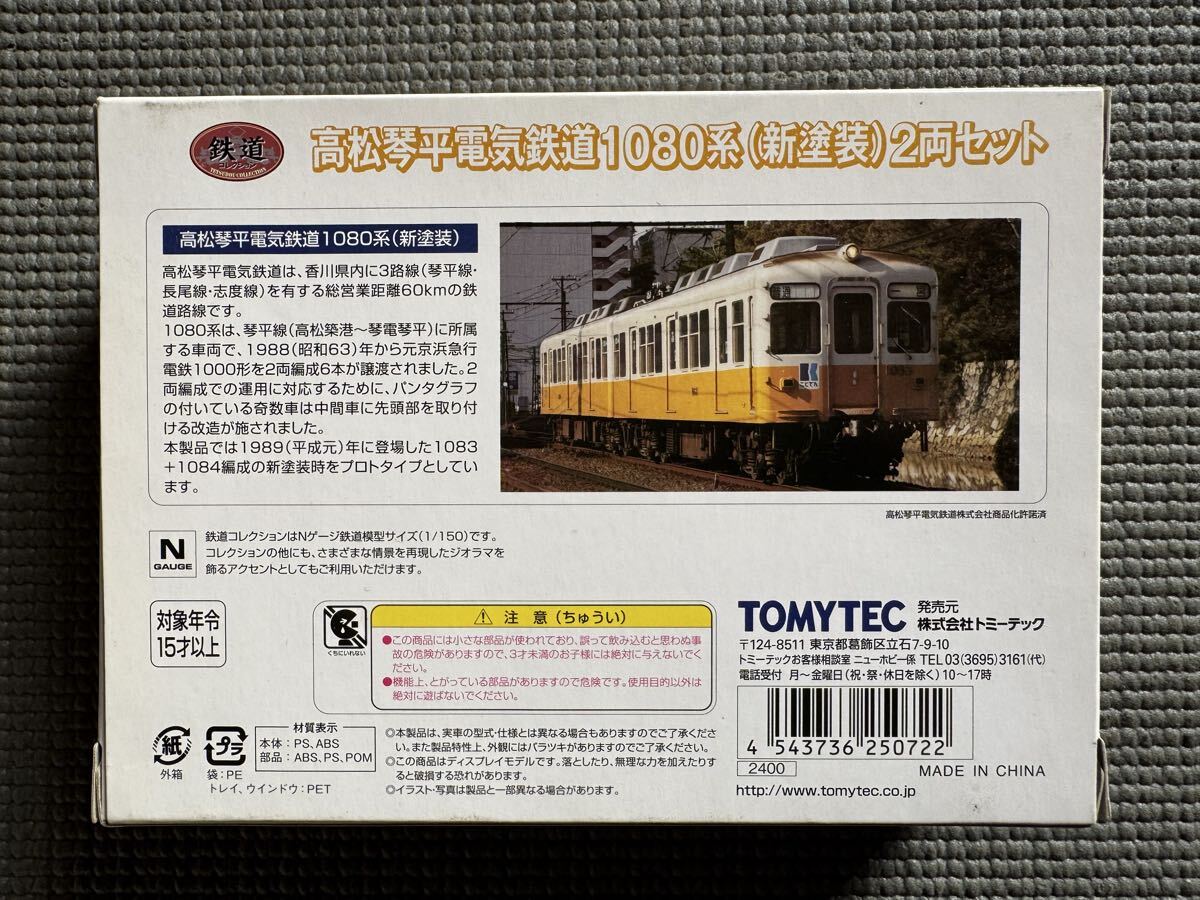 鉄道
コレクション
TETSUDOU COLLECTION
高松琴平電気鉄道1080系(新塗装)2両セット
高松琴平電気鉄道1080系(新塗装)
高松琴平電気鉄道は、香川県内に3路線(琴平線・
長尾線・志度線)を有する総営業距離60kmの鉄
道路線です。
1080系は、琴平線(高松築港〜琴電琴平)に所属
する車両で、1988(昭和63)年から元京浜急行
電鉄1000形を2両編成6本が譲渡されました。2
両編成での運用に対応するために、パンタグラフ
の付いている奇数車は中間車に先頭部を取り付
ける改造が施されました。
本製品では1989(平成元)年に登場した1083
+1084編成の新塗装時をプロトタイプとしてい
ます。
1083
ことでん
高松琴平電気鉄道株式会社商品化許諾済
N
GAUGE
鉄道コレクションはNゲージ鉄道模型サイズ(1/150)です。
コレクションの他にも、さまざまな情景を再現したジオラマを
飾るアクセントとしてもご利用いただけます。
対象年令
15才以上
くちにいれない
注意(ちゅうい)
●この商品には小さな部品が使われており、誤って飲み込むと思わぬ事
故の危険がありますので、3才未満のお子様には絶対に与えないでく
ださい。
●機能上、とがっている部品がありますので危険です。使用目的以外は
絶対に遊ばないでください。
TOMYTEC
発売元
株式会社トミーテック
〒124-8511 東京都葛飾区立石7-9-10
トミーテックお客様相談室 ニューホビー係 TEL 03(3695)3161(代)
電話受付 月〜金曜日(祝・祭・休日を除く)10〜17時
紙
外箱
プラ
袋:PE
トレイ、ウインドウ:PET
材質表示
本体:PS、ABS
部品:ABS、PS、POM
◎本製品は、実車の型式・仕様とは異なる場合もありますのでご了承くださ
い。また製品特性上、外観にはバラツキがありますのでご了承ください。
◎この商品はディスプレイモデルです。落としたり、無理な力を加えたりす
ると破損する恐れがあります。
◎イラスト・写真は製品と一部異なる場合があります。
4 543736 250722
2400
MADE IN CHINA
http://www.tomytec.co.jp